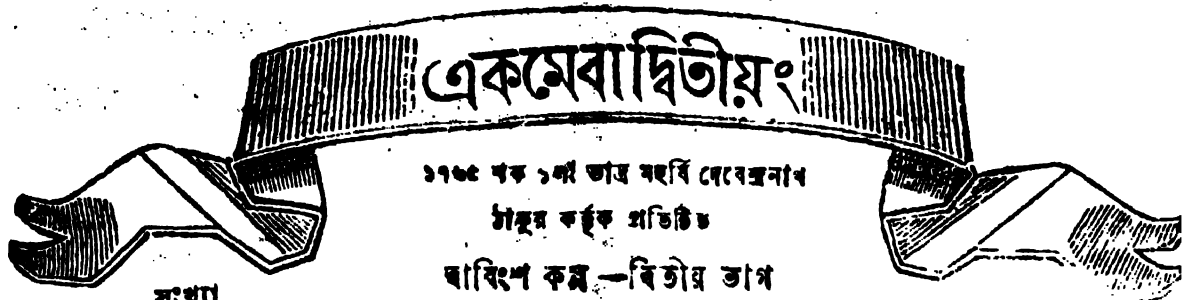 একমেবাদ্বিতীয়ং
১৭৬৫ শক ১লা ভাদ্র মহর্ষি দেবেন্দ্রনাথ
ঠাকুর কর্ত্তৃক প্রতিষ্ঠিত
দ্বাবিংশ কল্প—দ্বিতীয় ভাগ
সংখ্যা